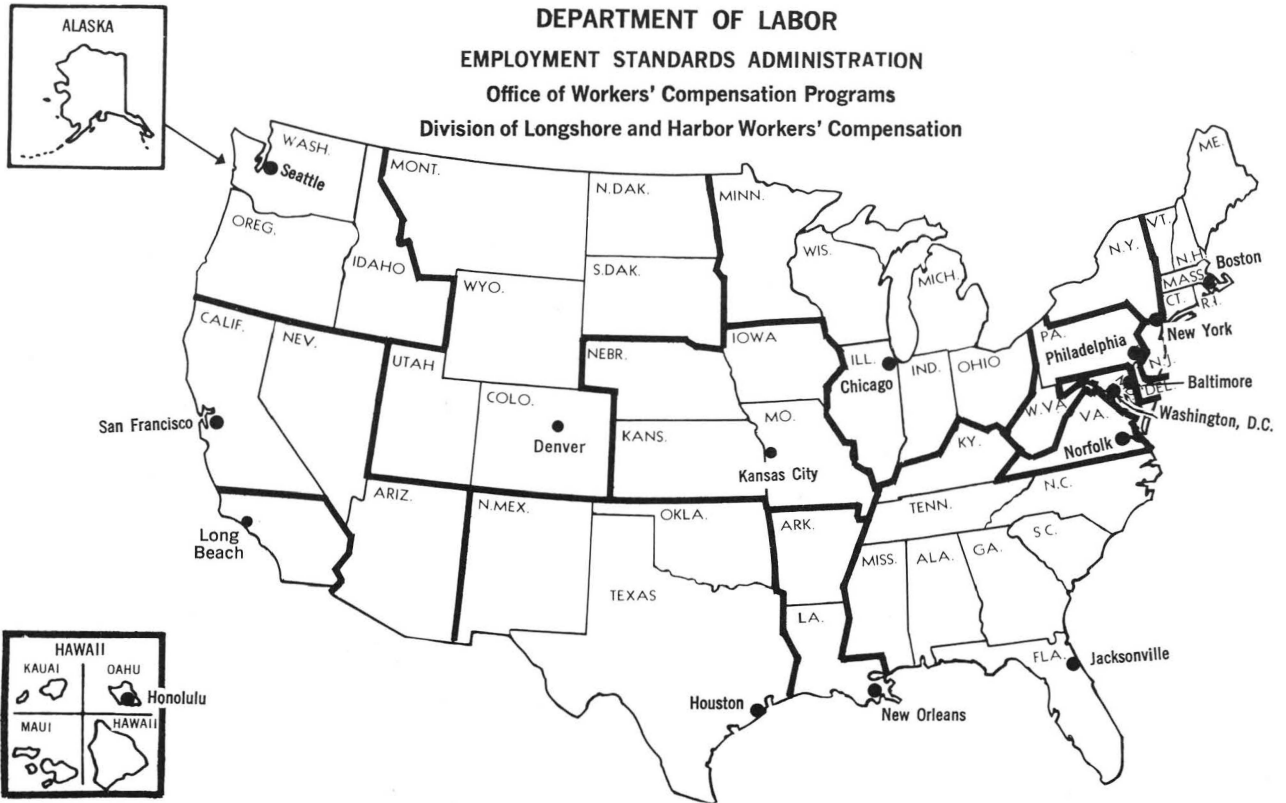 DEPARTMENT OF LABOR
EMPLOYMENT STANDARDS ADMINISTRATION
Office of Workers' Compensation Programs
Division of Longshore and Harbor Workers' Compensation
ALASKA
WASH.
Seattle
OREG.
IDAHO
MONT.
N.DAK.
S.DAK.
WYO.
MINN.
WIS.
MICH.
N.Y.
VT.
ME.
N.H
MASS
CT.
R.I.
Boston
New York
CALIF.
NEV.
UTAH
COLO.
Denver
NEBR.
KANS.
IOWA
MO.
Kansas City
ILL.
Chicago
IND.
OHIO
PA.
Philadelphia
N.J.
DEL.
Baltimore
Washington, D.C.
W.VA
VA.
Norfolk
KY.
San Francisco
Long
Beach
ARIZ.
N.MEX.
OKLA.
TEXAS
ARK.
LA.
TENN.
N.C.
S.C.
MISS.
ALA.
GA.
FLA.
Jacksonville
Houston
New Orleans
HAWAII
KAUAI
OAHU
Honolulu
MAUI
HAWAII